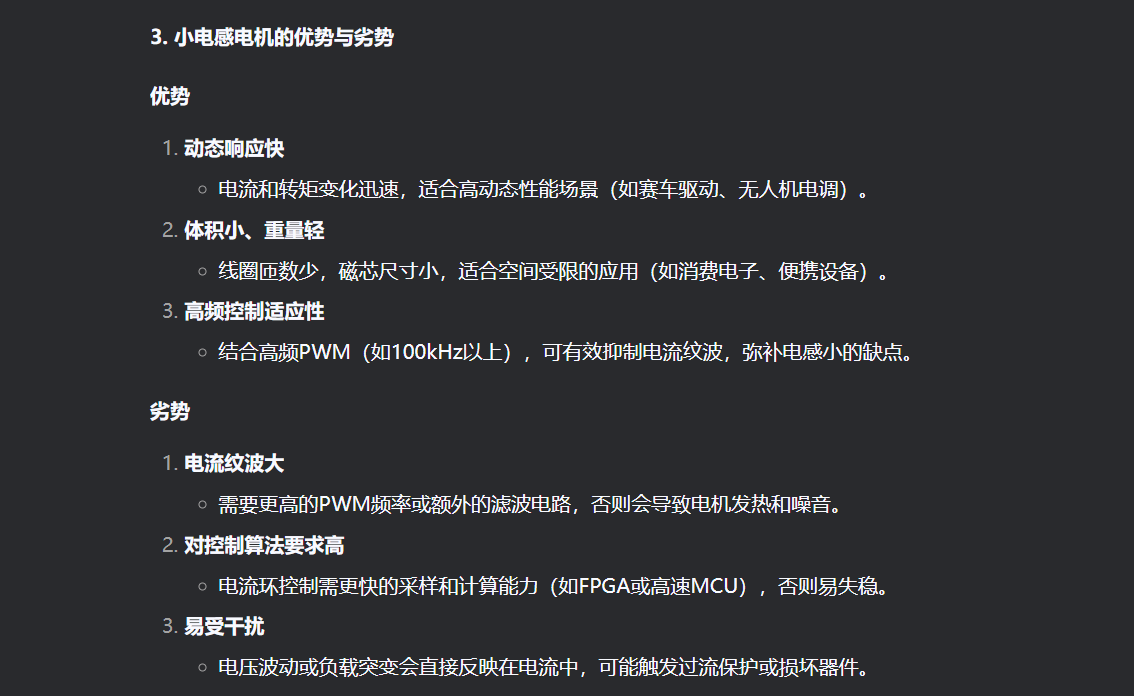 3. 小电感电机的优势与劣势
优势
1. 动态响应快
◦ 电流和转矩变化迅速，适合高动态性能场景（如赛车驱动、无人机电调）。
2. 体积小、重量轻
◦ 线圈匝数少，磁芯尺寸小，适合空间受限的应用（如消费电子、便携设备）。
3. 高频控制适应性
◦ 结合高频PWM（如100kHz以上），可有效抑制电流纹波，弥补电感小的缺点。
劣势
1. 电流纹波大
◦ 需要更高的PWM频率或额外的滤波电路，否则会导致电机发热和噪音。
2. 对控制算法要求高
◦ 电流环控制需更快的采样和计算能力（如FPGA或高速MCU），否则易失稳。
3. 易受干扰
◦ 电压波动或负载突变会直接反映在电流中，可能触发过流保护或损坏器件。